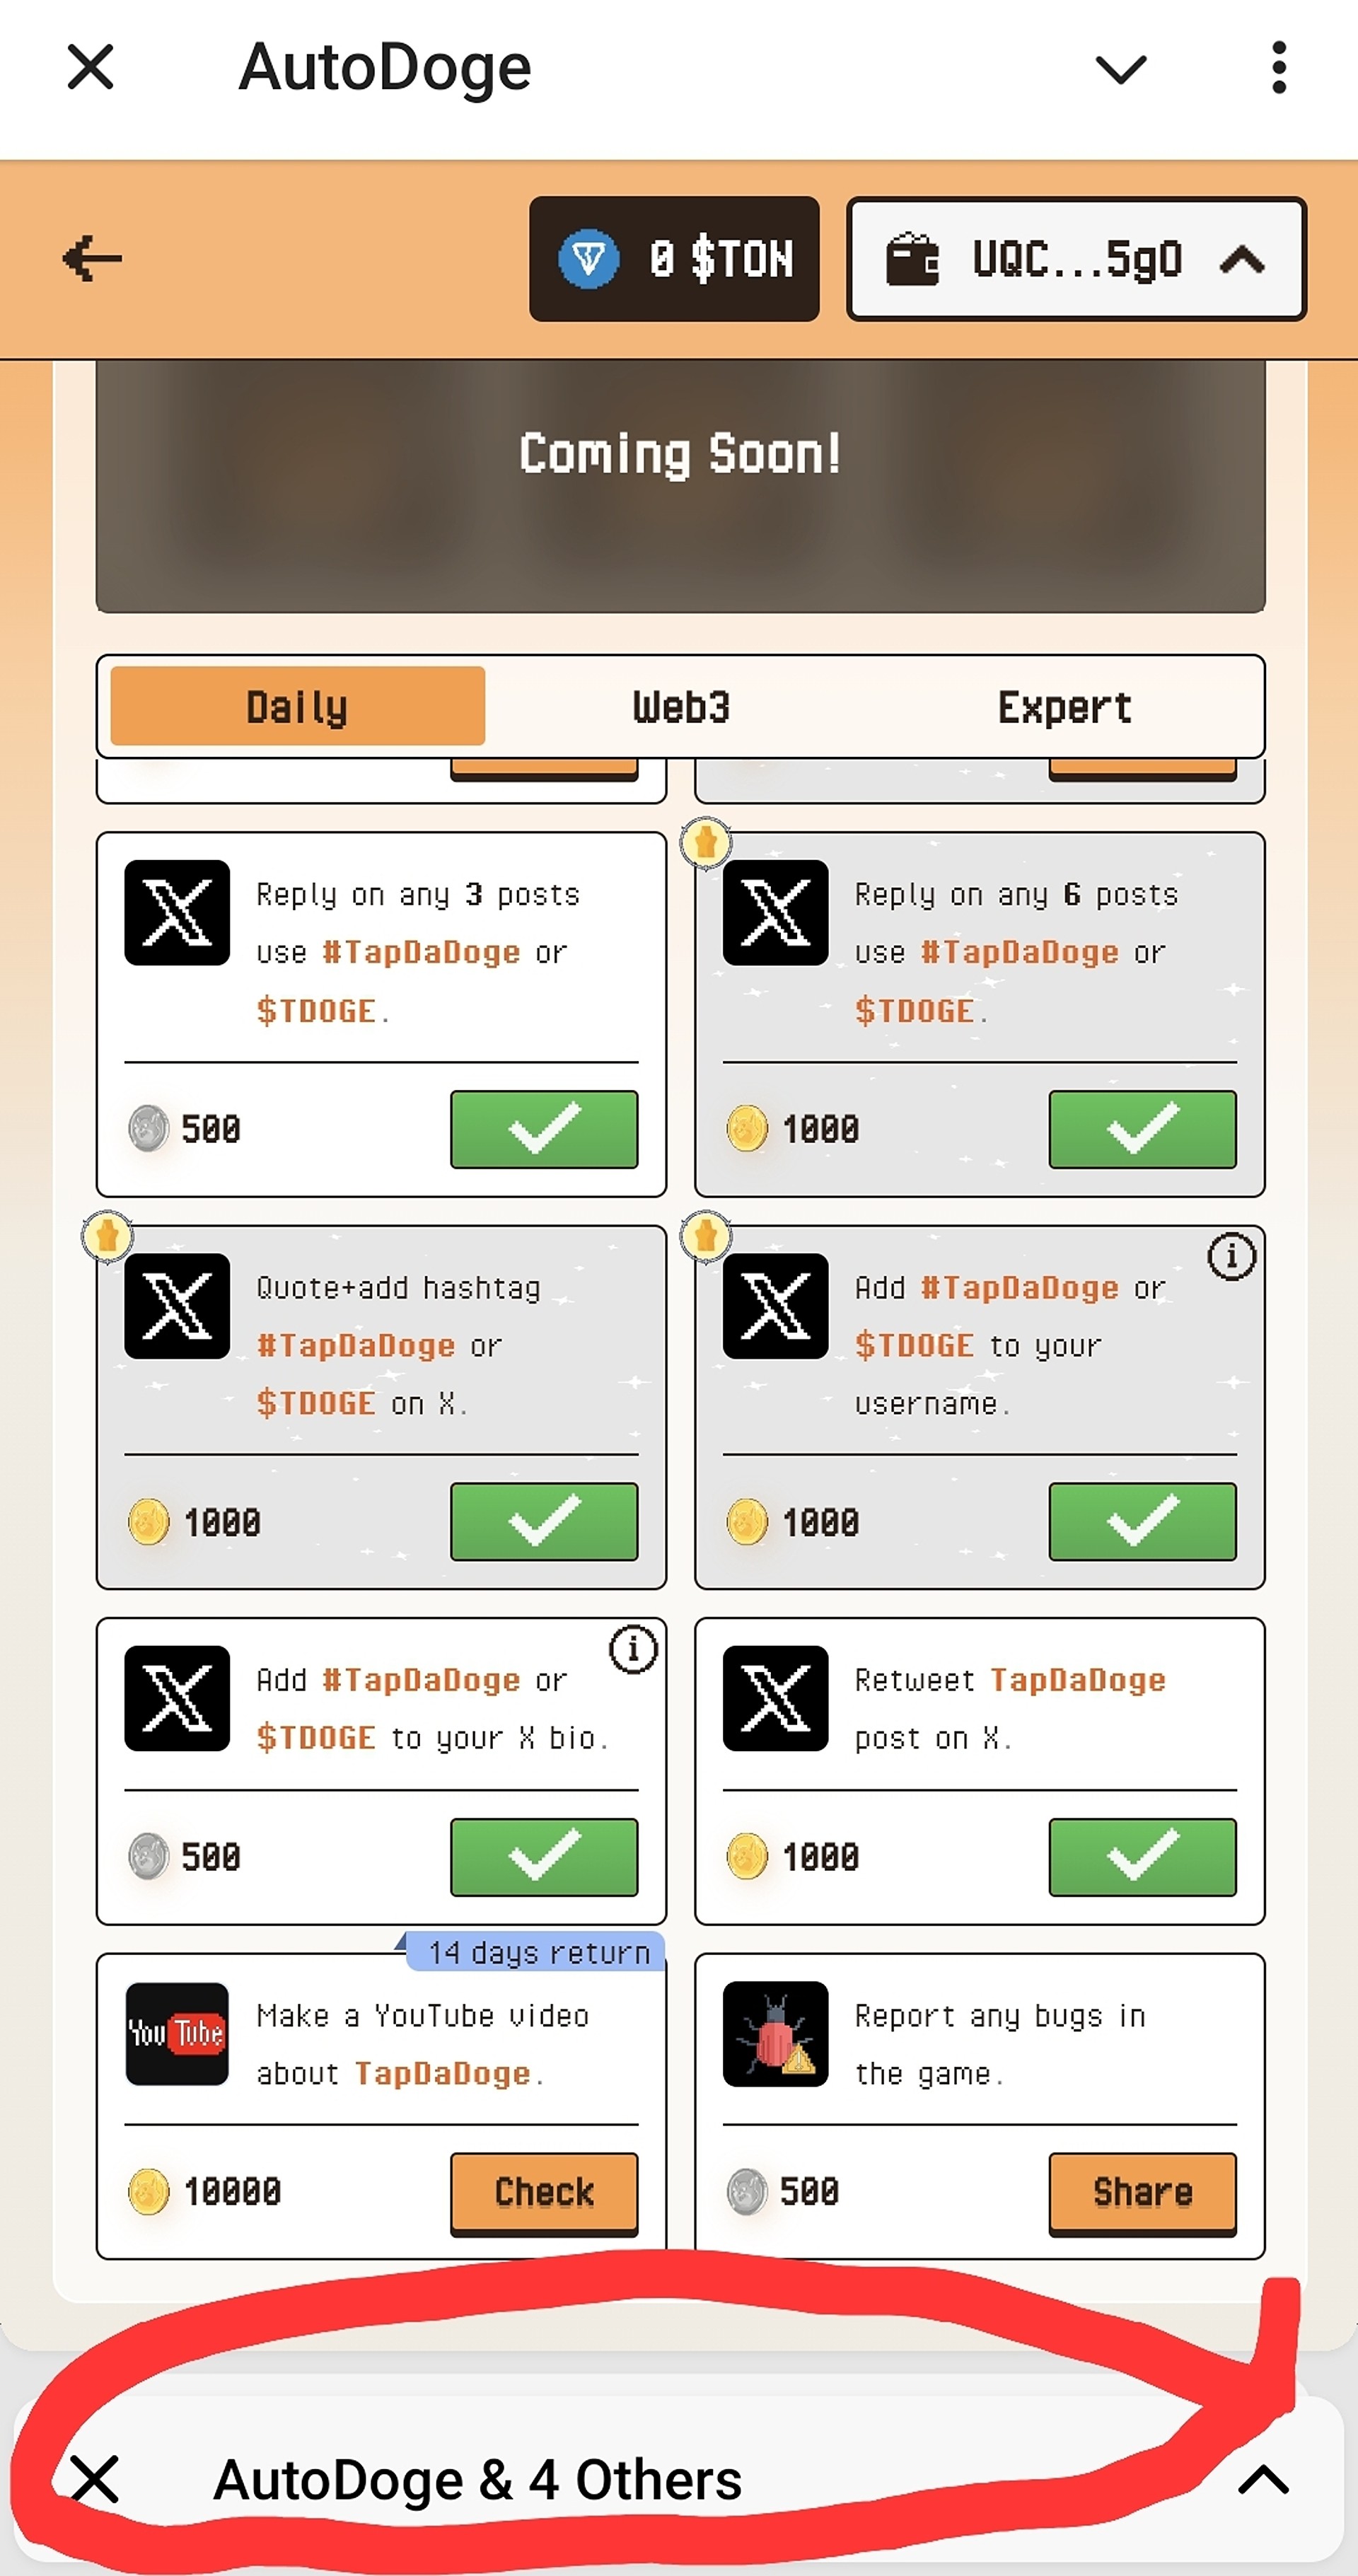 AutoDoge
0 $TON
UQC...5gO
Coming Soon!
Daily
Web3
Expert
Reply on any 3 posts
use #TapDaDoge or
$TDOGE.
500
Reply on any 6 posts
use #TapDaDoge or
$TDOGE.
1000
Quote+add hashtag
#TapDaDoge or
$TDOGE on X.
1000
Add #TapDaDoge or
$TDOGE to your
username.
1000
Add #TapDaDoge or
$TDOGE to your X bio.
500
Retweet TapDaDoge
post on X.
1000
14 days return
YouTube
Make a YouTube video
about TapDaDoge.
10000
Check
Report any bugs in
the game.
500
Share
AutoDoge & 4 Others